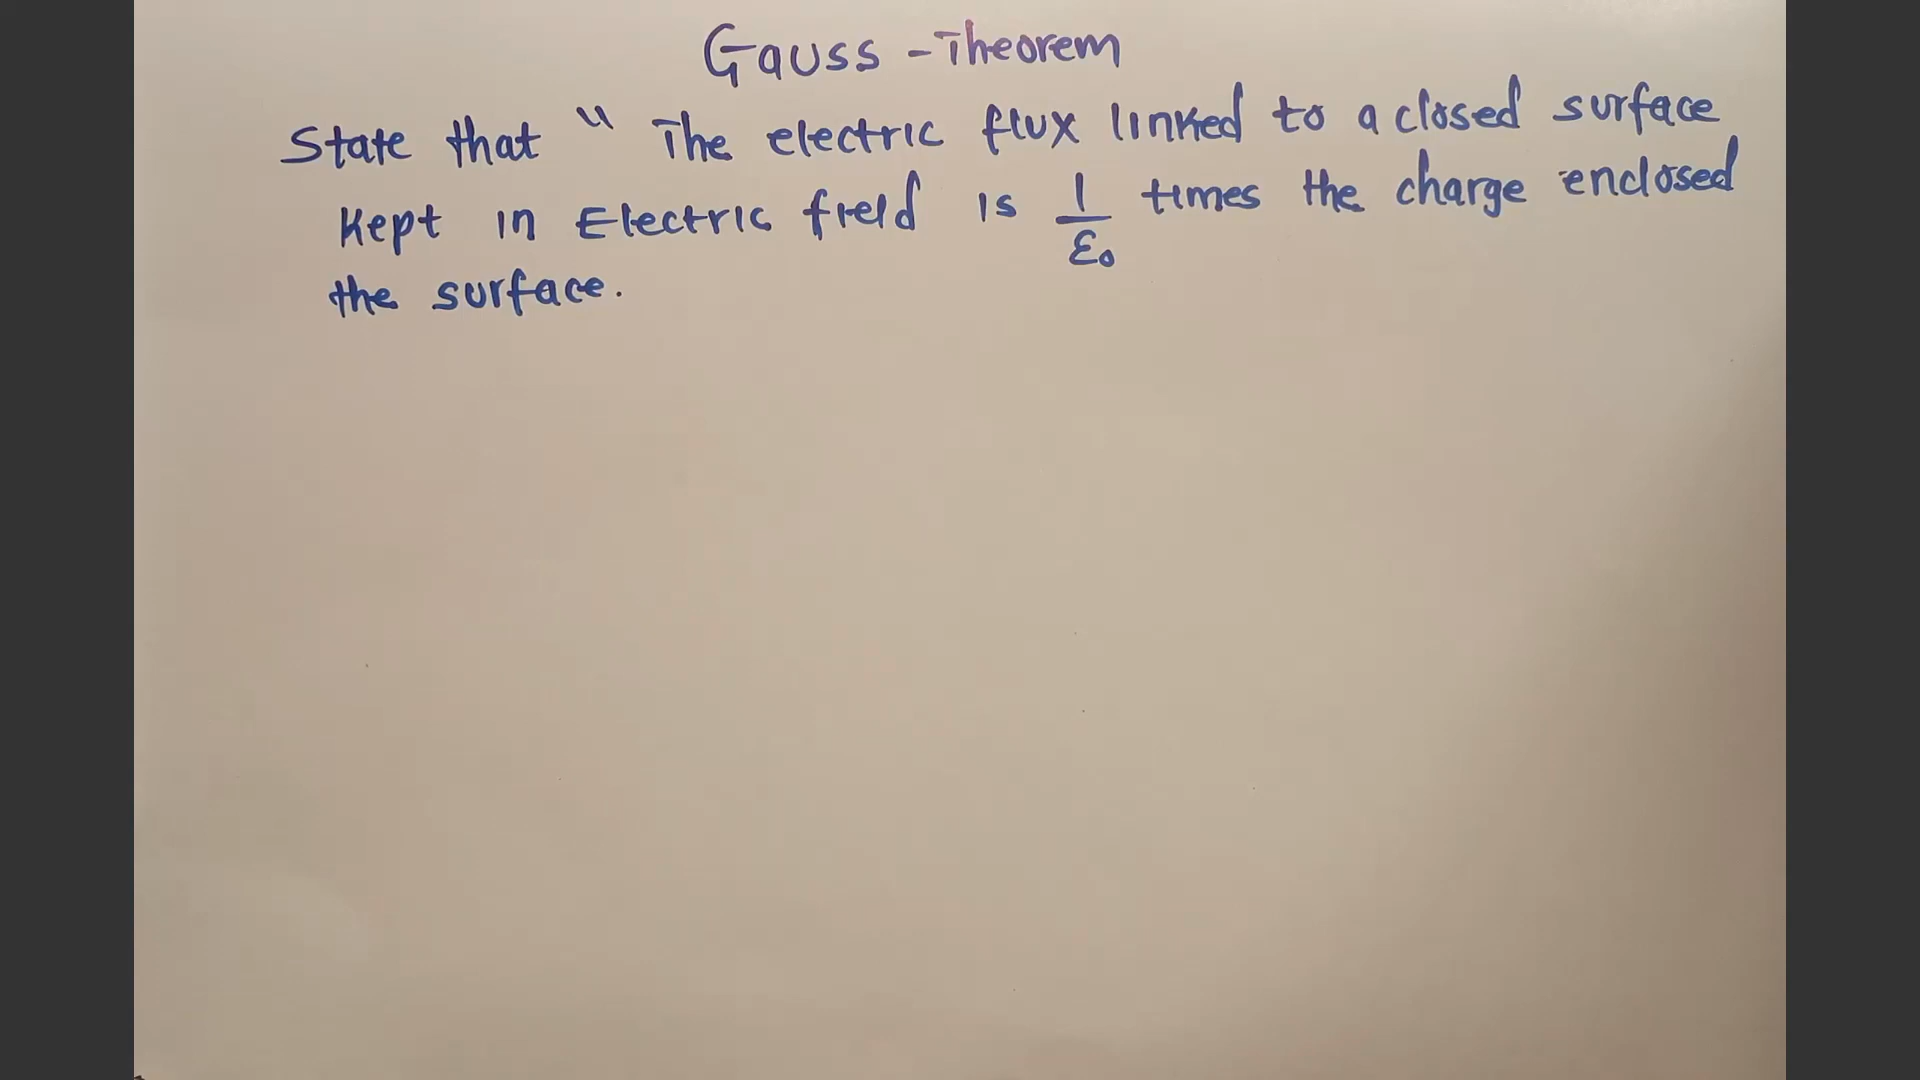 Gauss - Theorem
State that " The electric flux linked to a closed surface
Kept in Electric field is 1/ε₀ times the charge enclosed
the surface.